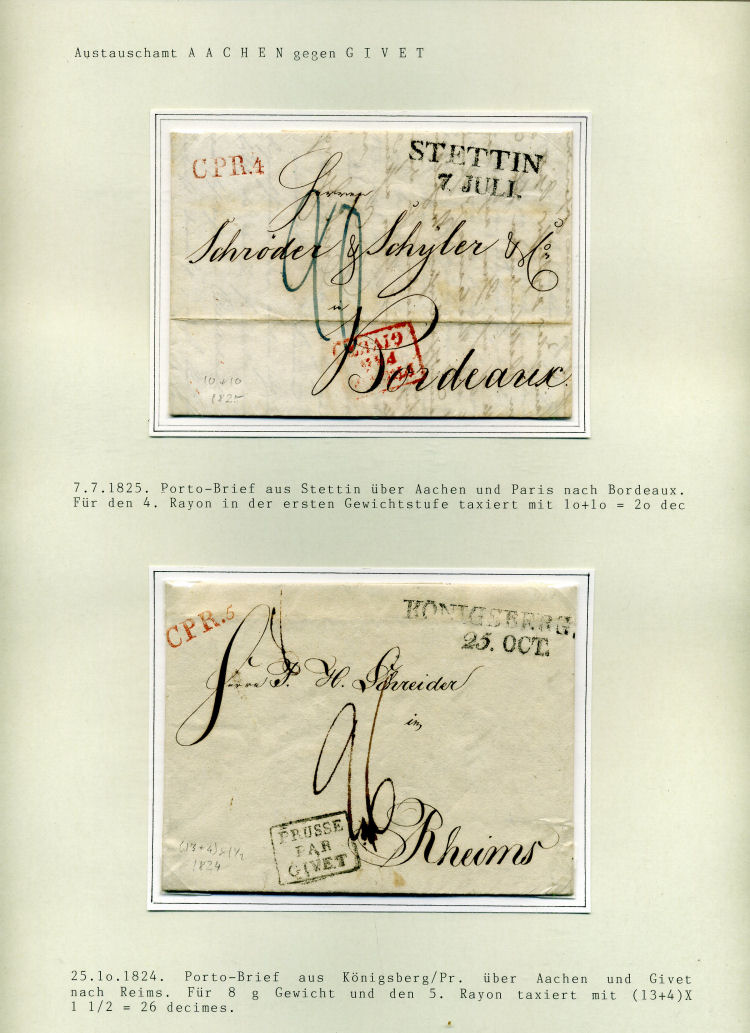 Austauschamt A A C H E N gegen G I V E T
CPR.4
STETTIN
7. JULI.
Herren
Schröder & Schÿler & Co.
in
Bordeaux.
10+10
1825
7.7.1825. Porto-Brief aus Stettin über Aachen und Paris nach Bordeaux.
Für den 4. Rayon in der ersten Gewichtstufe taxiert mit 1o+1o = 2o dec
CPR.5
KÖNIGSBERG.
25. OCT.
Herrn P. H. Schreider
in
26
Rheims
PRUSSE
PAR
GIVET
(13+4)x1½
1824
25.1o.1824. Porto-Brief aus Königsberg/Pr. über Aachen und Givet
nach Reims. Für 8 g Gewicht und den 5. Rayon taxiert mit (13+4)X
1 1/2 = 26 decimes.